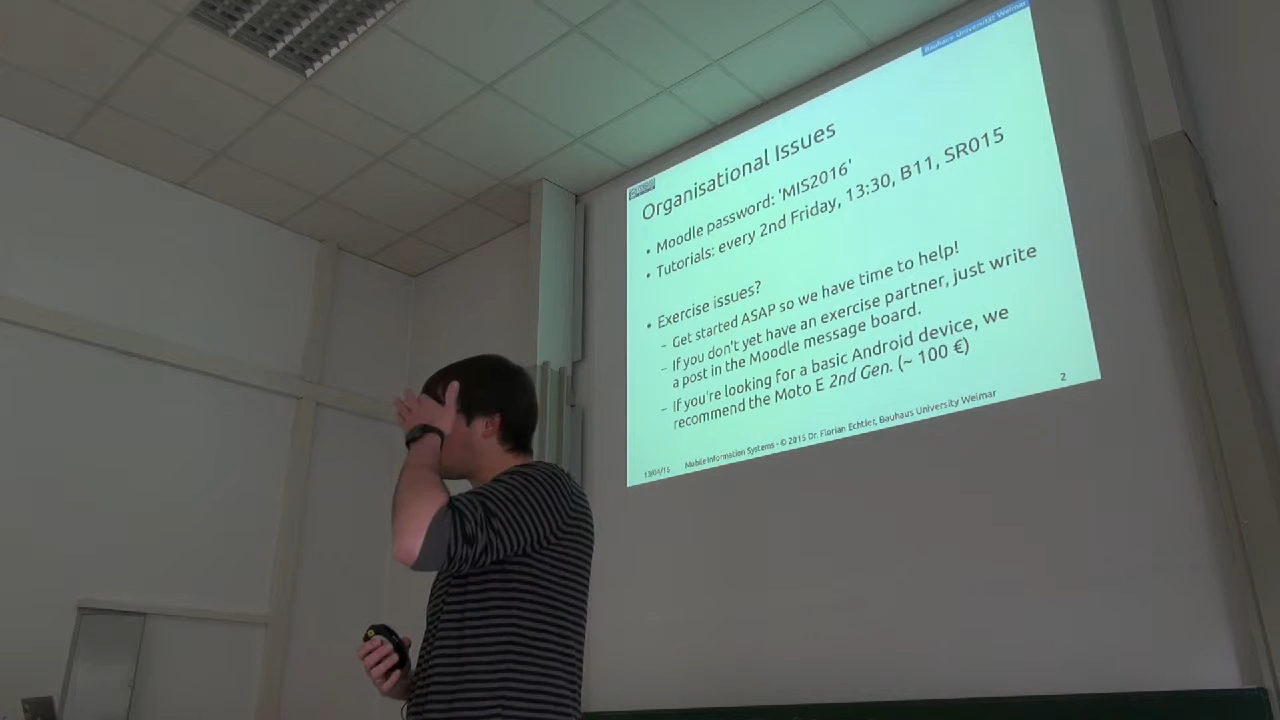 Bauhaus-Universität Weimar
Organisational Issues
• Moodle password: 'MIS2016'
• Tutorials: every 2nd Friday, 13:30, B11, SR015
• Exercise issues?
– Get started ASAP so we have time to help!
– If you don't yet have an exercise partner, just write
a post in the Moodle message board.
– If you're looking for a basic Android device, we
recommend the Moto E 2nd Gen. (~ 100 €)
13/04/15 Mobile Information Systems - © 2015 Dr. Florian Echtler, Bauhaus University Weimar 2